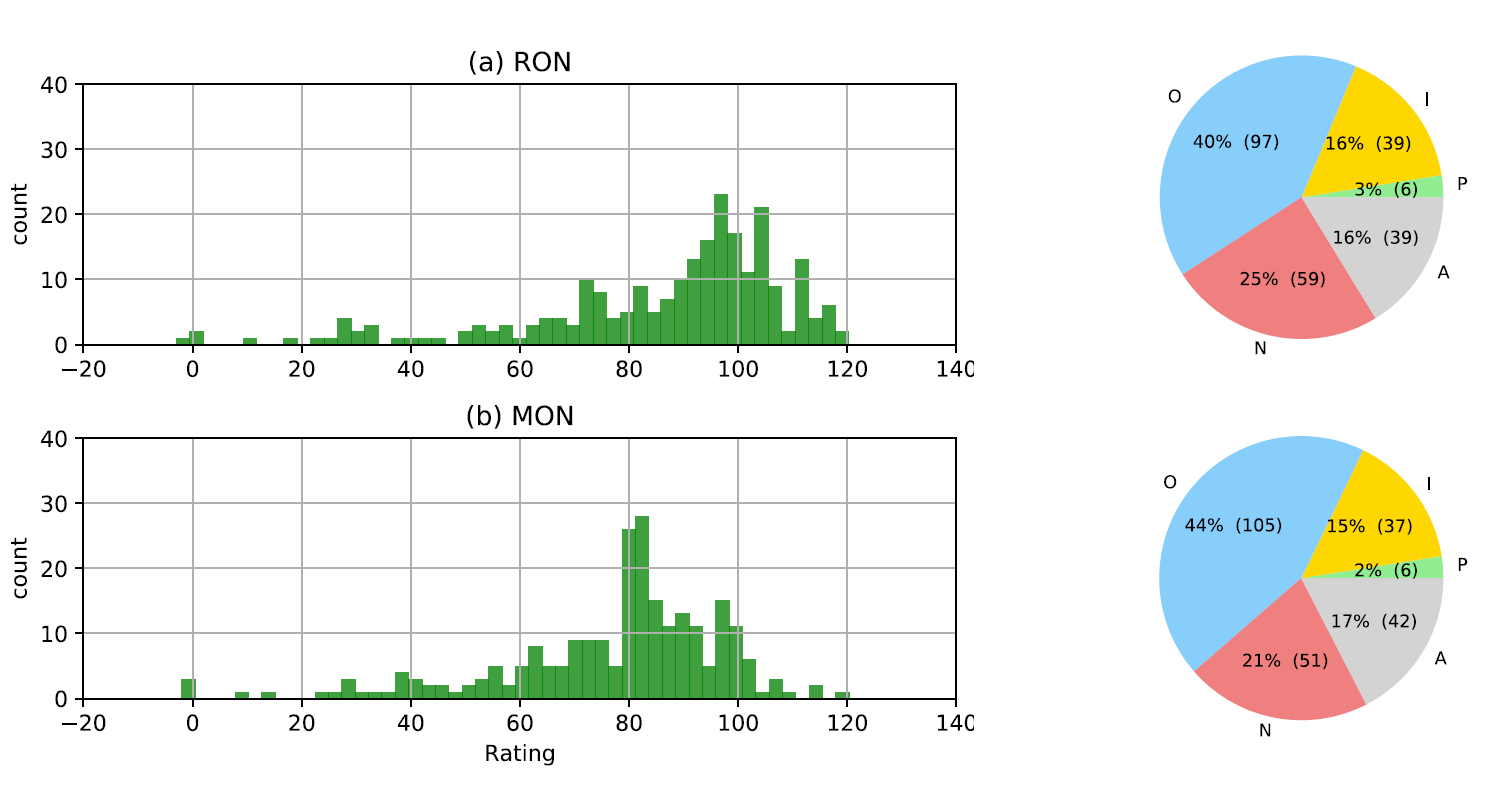 (a) RON
40
30
20
10
0
count
−20 0 20 40 60 80 100 120 140
(b) MON
40
30
20
10
0
count
−20 0 20 40 60 80 100 120 140
Rating
O
I
P
A
N
40% (97)
16% (39)
3% (6)
16% (39)
25% (59)
O
I
P
A
N
44% (105)
15% (37)
2% (6)
17% (42)
21% (51)